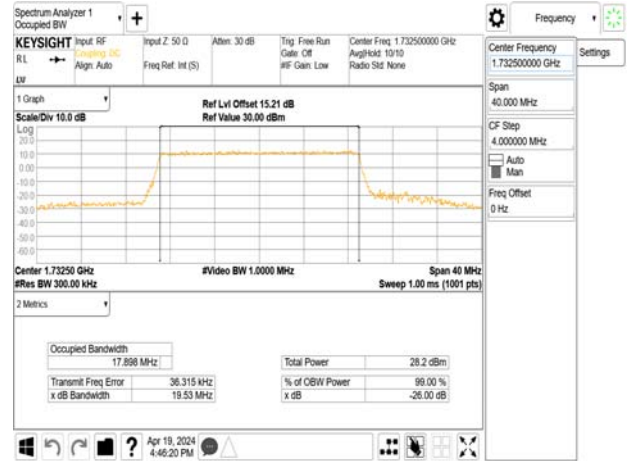 Spectrum Analyzer 1
Occupied BW
+
Frequency
KEYSIGHT
RL
Input: RF
Coupling: DC
Align: Auto
Input Z: 50 Ω
Freq Ref: Int (S)
Atten: 30 dB
Trig: Free Run
Gate: Off
#IF Gain: Low
Center Freq: 1.732500000 GHz
Avg|Hold: 10/10
Radio Std: None
Center Frequency
1.732500000 GHz
Settings
Span
40.000 MHz
CF Step
4.000000 MHz
Auto
Man
Freq Offset
0 Hz
1 Graph
Scale/Div 10.0 dB
Ref Lvl Offset 15.21 dB
Ref Value 30.00 dBm
Log
20.0
10.0
0.00
-10.0
-20.0
-30.0
-40.0
-50.0
-60.0
Center 1.73250 GHz
#Res BW 300.00 kHz
#Video BW 1.0000 MHz
Span 40 MHz
Sweep 1.00 ms (1001 pts)
2 Metrics
Occupied Bandwidth
17.898 MHz
Total Power 28.2 dBm
Transmit Freq Error 36.315 kHz
% of OBW Power 99.00 %
x dB Bandwidth 19.53 MHz
x dB -26.00 dB
?
Apr 19, 2024
4:46:20 PM